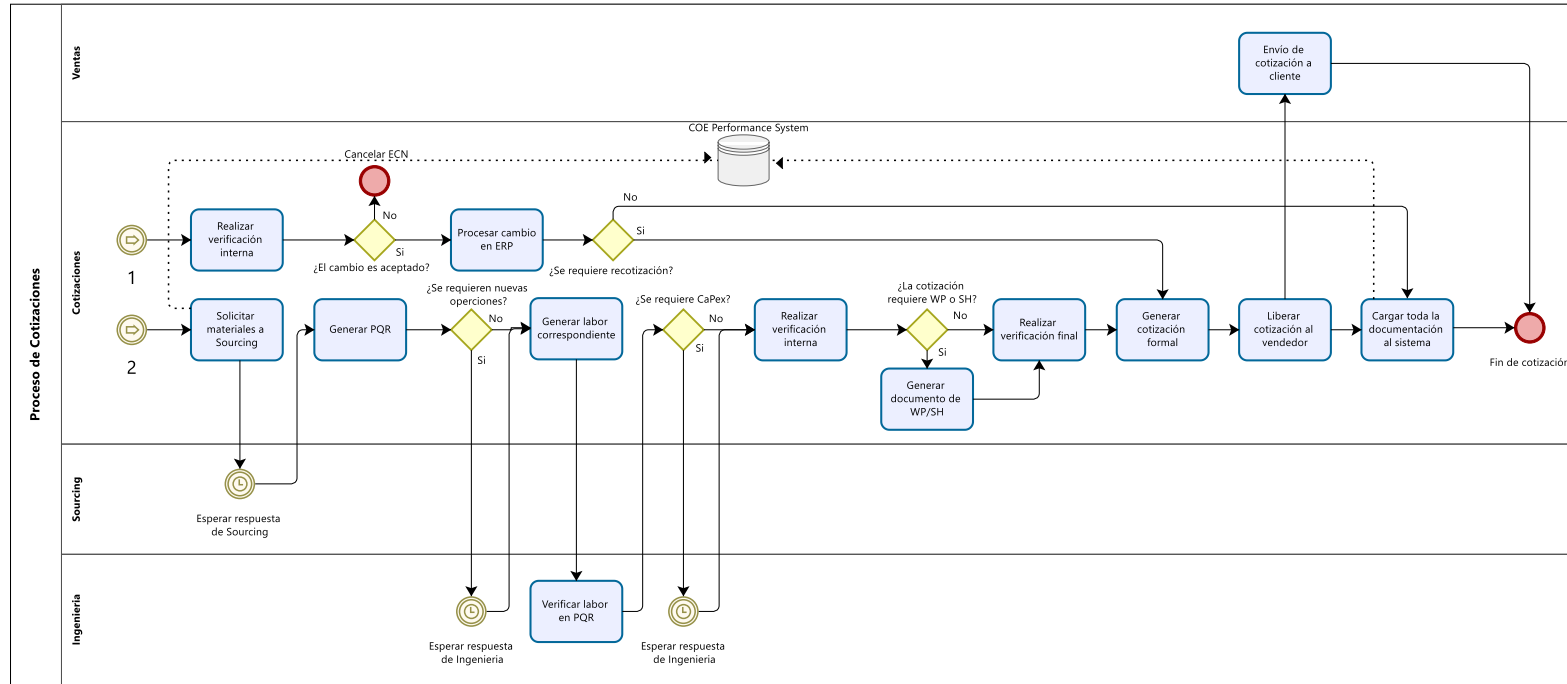 Proceso de Cotizaciones
Ventas
Envío de
cotización a
cliente
Cotizaciones
COE Performance System
Cancelar ECN
No
Realizar
verificación
interna
¿El cambio es aceptado?
Si
Procesar cambio
en ERP
¿Se requiere recotización?
No
Si
1
Solicitar
materiales a
Sourcing
Generar PQR
¿Se requieren nuevas
operciones?
No
Si
Generar labor
correspondiente
¿Se requiere CaPex?
No
Si
Realizar
verificación
interna
¿La cotización
requiere WP o SH?
No
Si
Generar
documento de
WP/SH
Realizar
verificación final
Generar
cotización
formal
Liberar
cotización al
vendedor
Cargar toda la
documentación
al sistema
Fin de cotización
2
Sourcing
Esperar respuesta
de Sourcing
Ingenieria
Esperar respuesta
de Ingenieria
Verificar labor
en PQR
Esperar respuesta
de Ingenieria